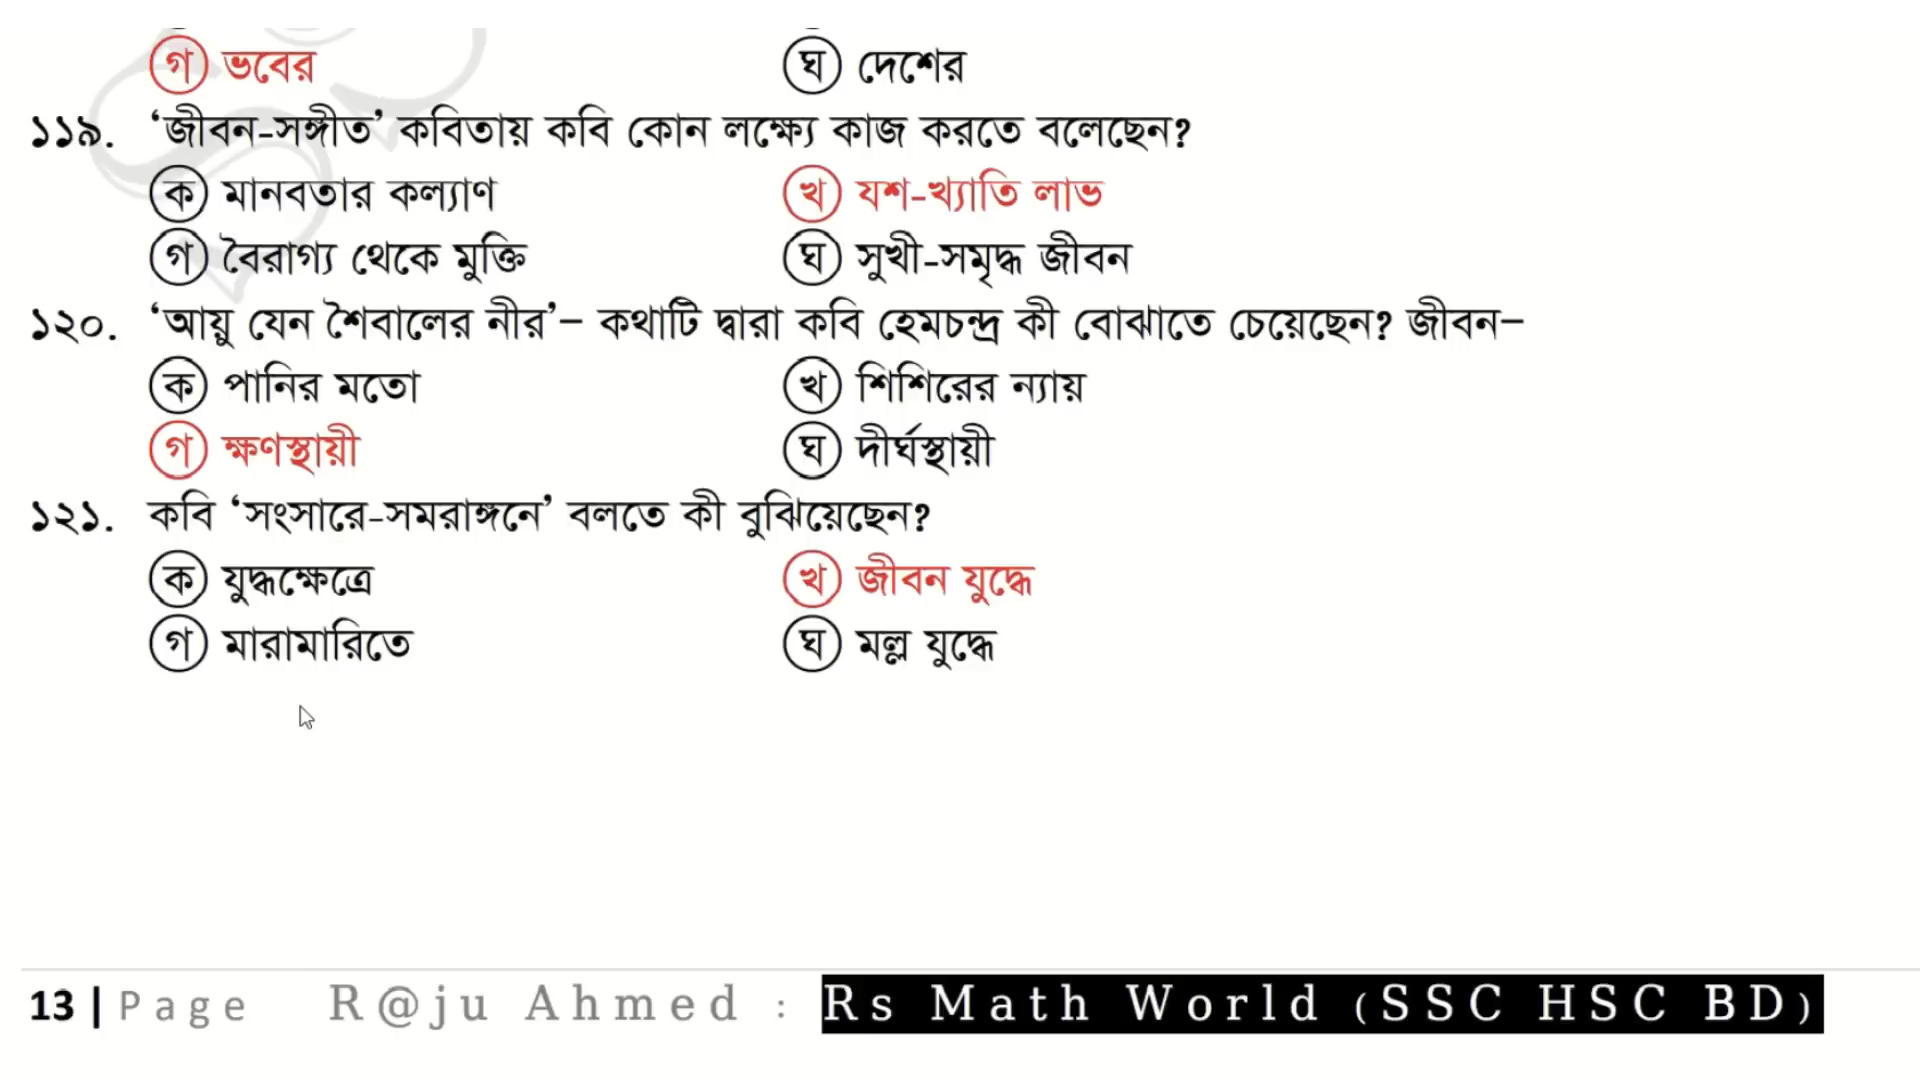 গ ভবের ঘ দেশের
১১৯. ‘জীবন-সঙ্গীত’ কবিতায় কবি কোন লক্ষ্যে কাজ করতে বলেছেন?
ক মানবতার কল্যাণ খ যশ-খ্যাতি লাভ
গ বৈরাগ্য থেকে মুক্তি ঘ সুখী-সমৃদ্ধ জীবন
১২০. ‘আয়ু যেন শৈবালের নীর’– কথাটি দ্বারা কবি হেমচন্দ্র কী বোঝাতে চেয়েছেন? জীবন–
ক পানির মতো খ শিশিরের ন্যায়
গ ক্ষণস্থায়ী ঘ দীর্ঘস্থায়ী
১২১. কবি ‘সংসারে-সমরাঙ্গনে’ বলতে কী বুঝিয়েছেন?
ক যুদ্ধক্ষেত্রে খ জীবন যুদ্ধে
গ মারামারিতে ঘ মল্ল যুদ্ধে
13 | Page R@ju Ahmed : Rs Math World (SSC HSC BD)